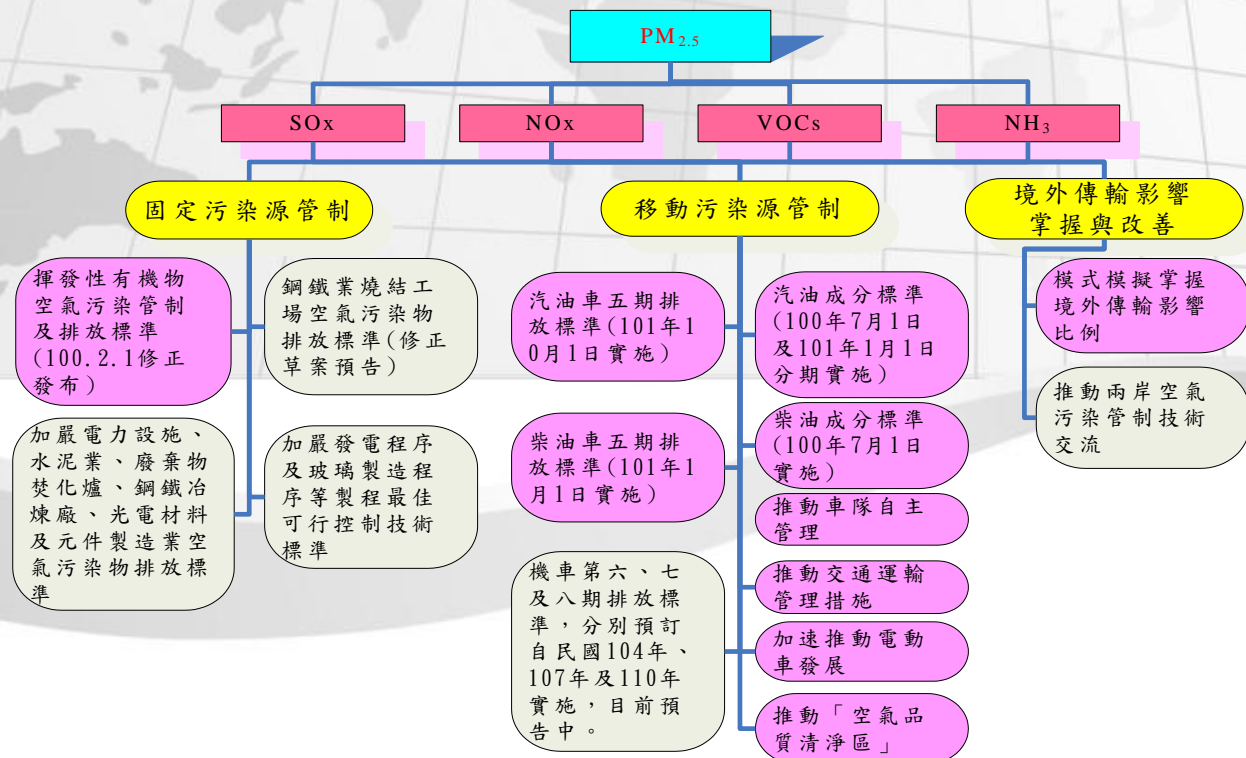 PM2.5
SOx
NOx
VOCs
NH3
固定污染源管制
移動污染源管制
境外傳輸影響
掌握與改善
揮發性有機物
空氣污染管制
及排放標準
(100.2.1修正
發布)
鋼鐵業燒結工
場空氣污染物
排放標準(修正
草案預告)
加嚴電力設施、
水泥業、廢棄物
焚化爐、鋼鐵冶
煉廠、光電材料
及元件製造業空
氣污染物排放標
準
加嚴發電程序
及玻璃製造程
序等製程最佳
可行控制技術
標準
汽油車五期排
放標準(101年1
0月1日實施)
汽油成分標準
(100年7月1日
及101年1月1日
分期實施)
柴油車五期排
放標準(101年1
月1日實施)
柴油成分標準
(100年7月1日
實施)
推動車隊自主
管理
機車第六、七
及八期排放標
準，分別預訂
自民國104年、
107年及110年
實施，目前預
告中。
推動交通運輸
管理措施
加速推動電動
車發展
推動「空氣品
質清淨區」
模式模擬掌握
境外傳輸影響
比例
推動兩岸空氣
污染管制技術
交流